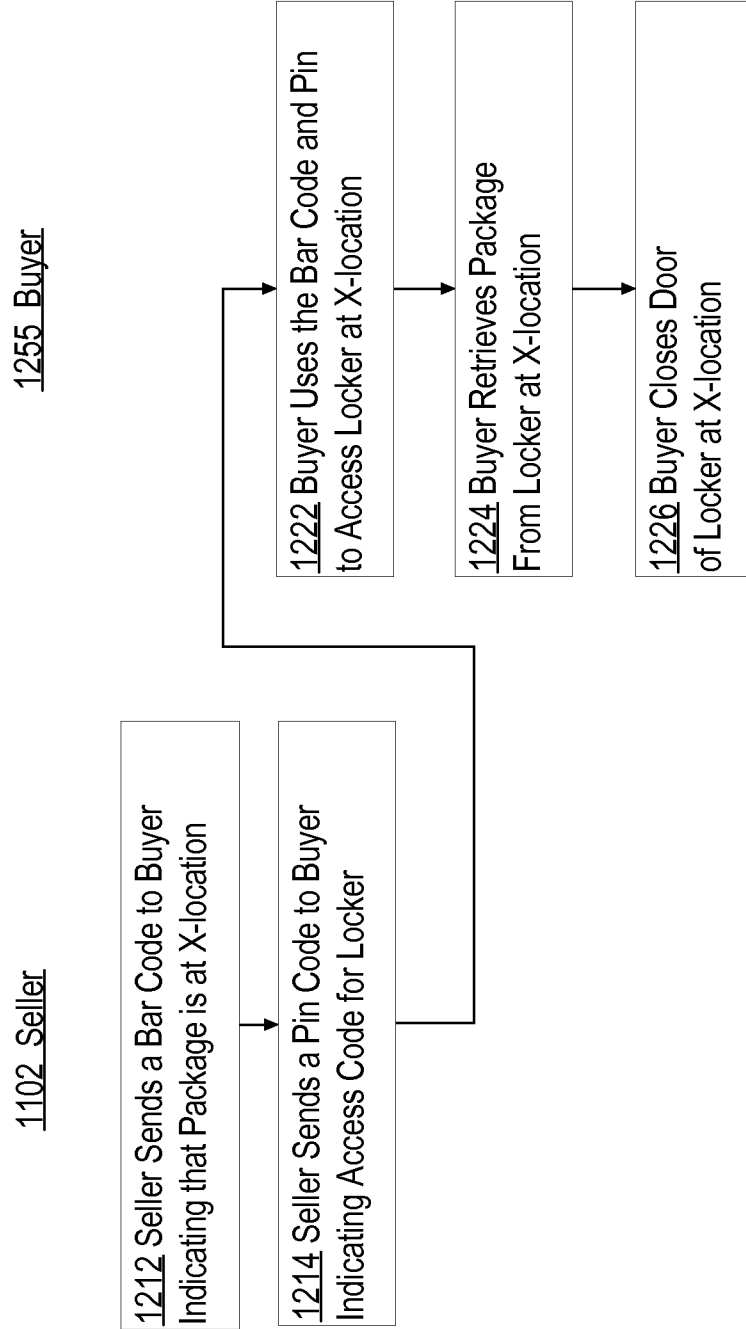 1102 Seller
1212 Seller Sends a Bar Code to Buyer
Indicating that Package is at X-location
1214 Seller Sends a Pin Code to Buyer
Indicating Access Code for Locker
1255 Buyer
1222 Buyer Uses the Bar Code and Pin
to Access Locker at X-location
1224 Buyer Retrieves Package
From Locker at X-location
1226 Buyer Closes Door
of Locker at X-location